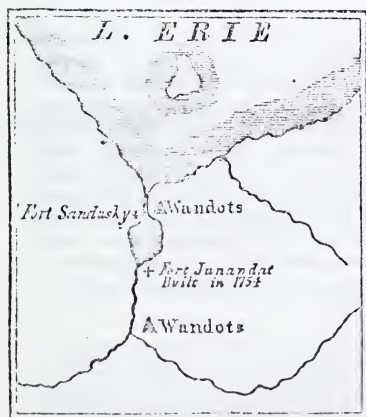 L. ERIE
Fort Sandusky
Wandots
Fort Junandat
Built in 1754
Wandots